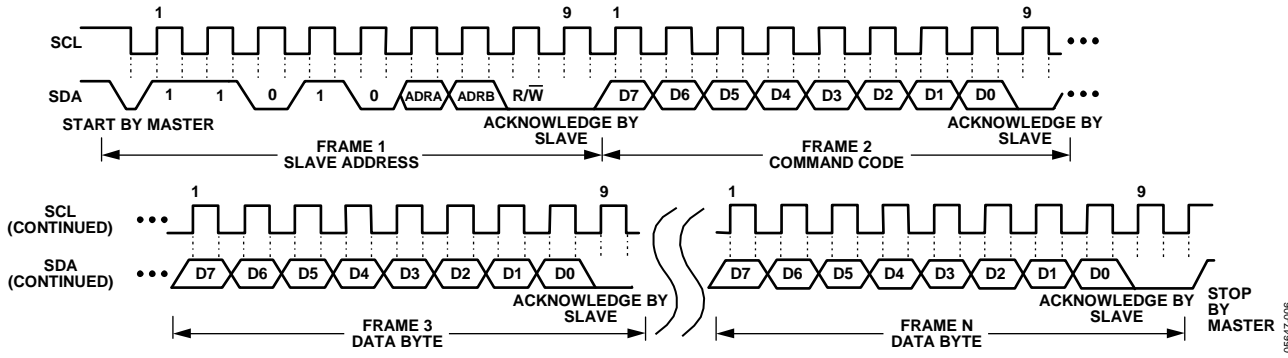 1 9 1 9
SCL
SDA 1 1 0 1 0 ADRA ADRB R/W̅ D7 D6 D5 D4 D3 D2 D1 D0
START BY MASTER
ACKNOWLEDGE BY
SLAVE
ACKNOWLEDGE BY
SLAVE
FRAME 1
SLAVE ADDRESS
FRAME 2
COMMAND CODE
1 9 1 9
SCL
(CONTINUED)
SDA
(CONTINUED)
D7 D6 D5 D4 D3 D2 D1 D0 D7 D6 D5 D4 D3 D2 D1 D0
ACKNOWLEDGE BY
SLAVE
ACKNOWLEDGE BY
SLAVE
STOP
BY
MASTER
FRAME 3
DATA BYTE
FRAME N
DATA BYTE
05647-006